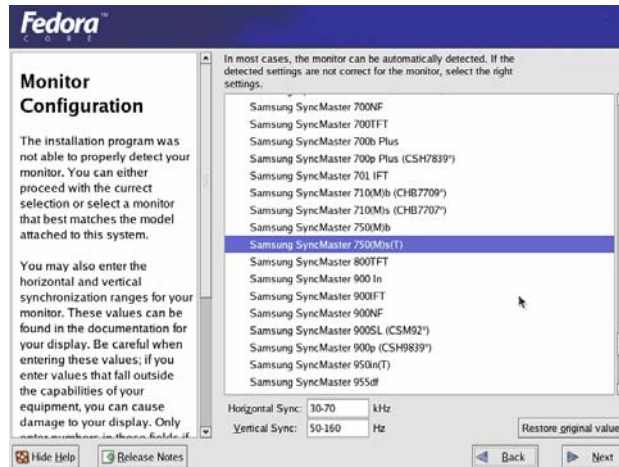 Fedora™
CORE
Monitor
Configuration
The installation program was
not able to properly detect your
monitor. You can either
proceed with the currect
selection or select a monitor
that best matches the model
attached to this system.
You may also enter the
horizontal and vertical
synchronization ranges for your
monitor. These values can be
found in the documentation for
your display. Be careful when
entering these values; if you
enter values that fall outside
the capabilities of your
equipment, you can cause
damage to your display. Only
enter numbers in these fields if
In most cases, the monitor can be automatically detected. If the
detected settings are not correct for the monitor, select the right
settings.
Samsung SyncMaster 700NF
Samsung SyncMaster 700TFT
Samsung SyncMaster 700b Plus
Samsung SyncMaster 700p Plus (CSH7839*)
Samsung SyncMaster 701 IFT
Samsung SyncMaster 710(M)b (CHB7709*)
Samsung SyncMaster 710(M)s (CHB7707*)
Samsung SyncMaster 750(M)b
Samsung SyncMaster 750(M)s(T)
Samsung SyncMaster 800TFT
Samsung SyncMaster 900 In
Samsung SyncMaster 900IFT
Samsung SyncMaster 900NF
Samsung SyncMaster 900SL (CSM92*)
Samsung SyncMaster 900p (CSH9839*)
Samsung SyncMaster 950in(T)
Samsung SyncMaster 955df
Horizontal Sync: 30-70 kHz
Vertical Sync: 50-160 Hz
Restore original value
Hide Help
Release Notes
Back
Next